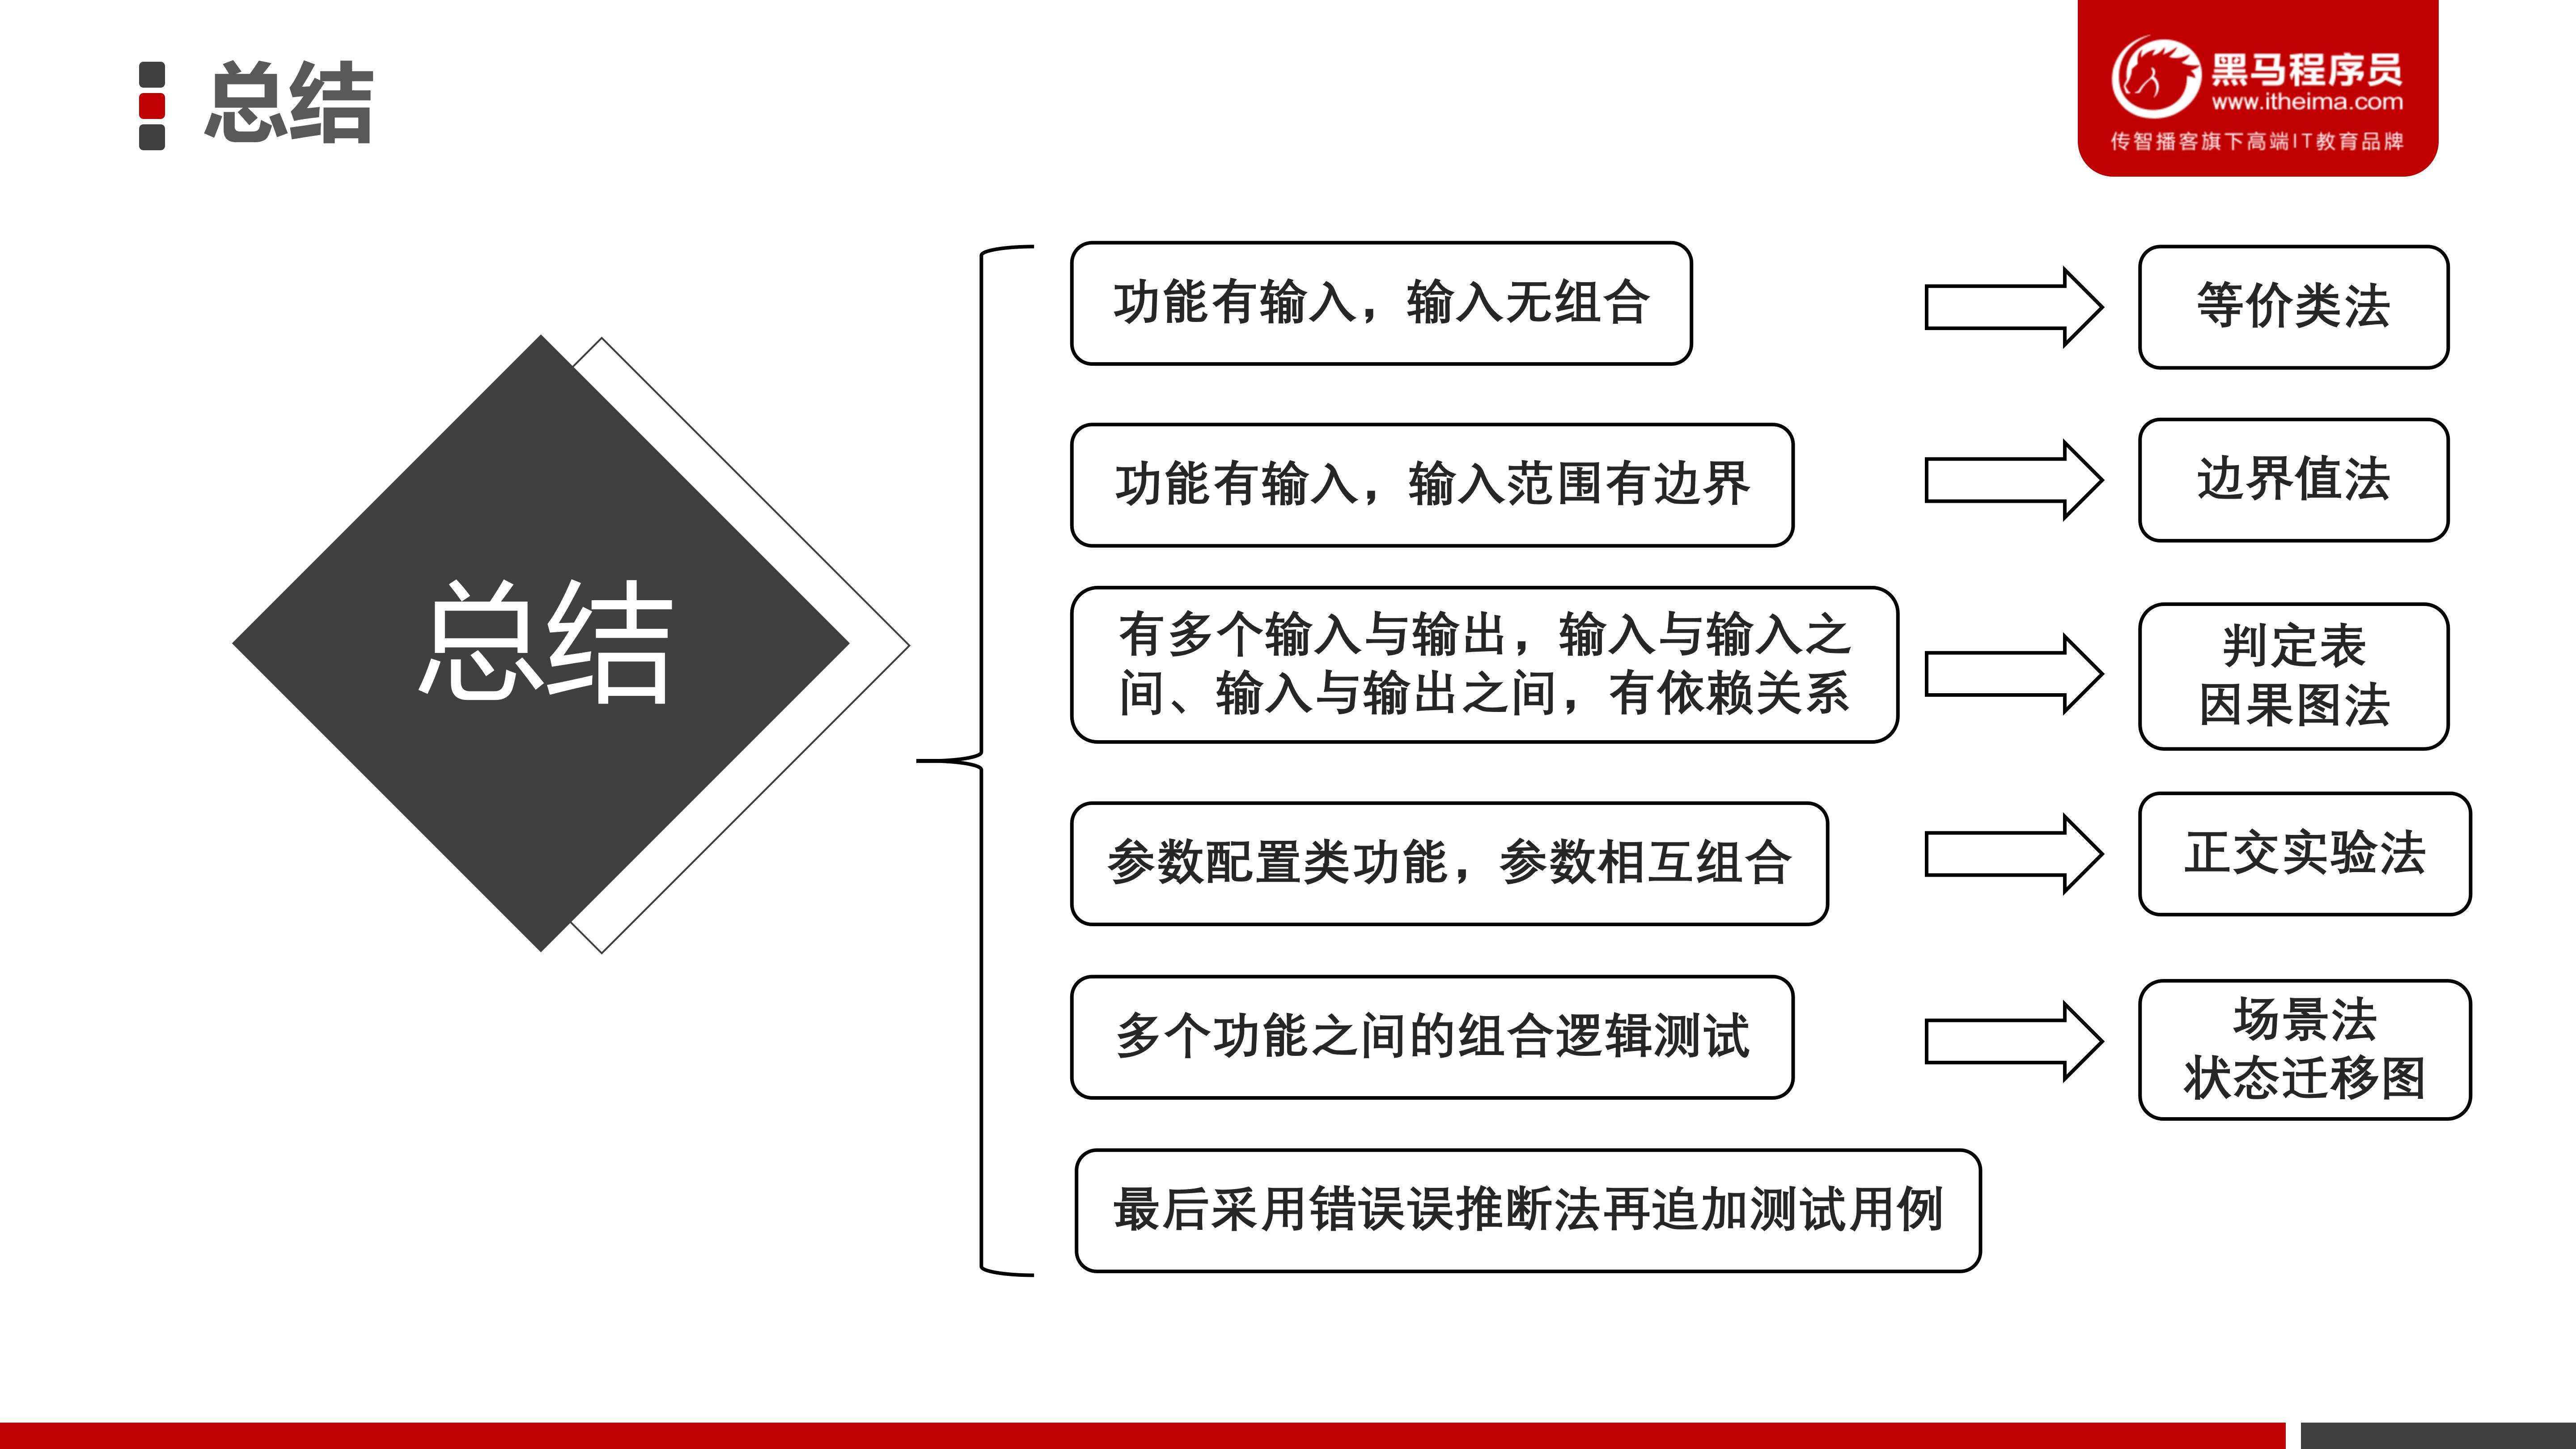 总结
黑马程序员
www.itheima.com
传智播客旗下高端IT教育品牌
总结
功能有输入，输入无组合
等价类法
功能有输入，输入范围有边界
边界值法
有多个输入与输出，输入与输入之
间、输入与输出之间，有依赖关系
判定表
因果图法
参数配置类功能，参数相互组合
正交实验法
多个功能之间的组合逻辑测试
场景法
状态迁移图
最后采用错误误推断法再追加测试用例